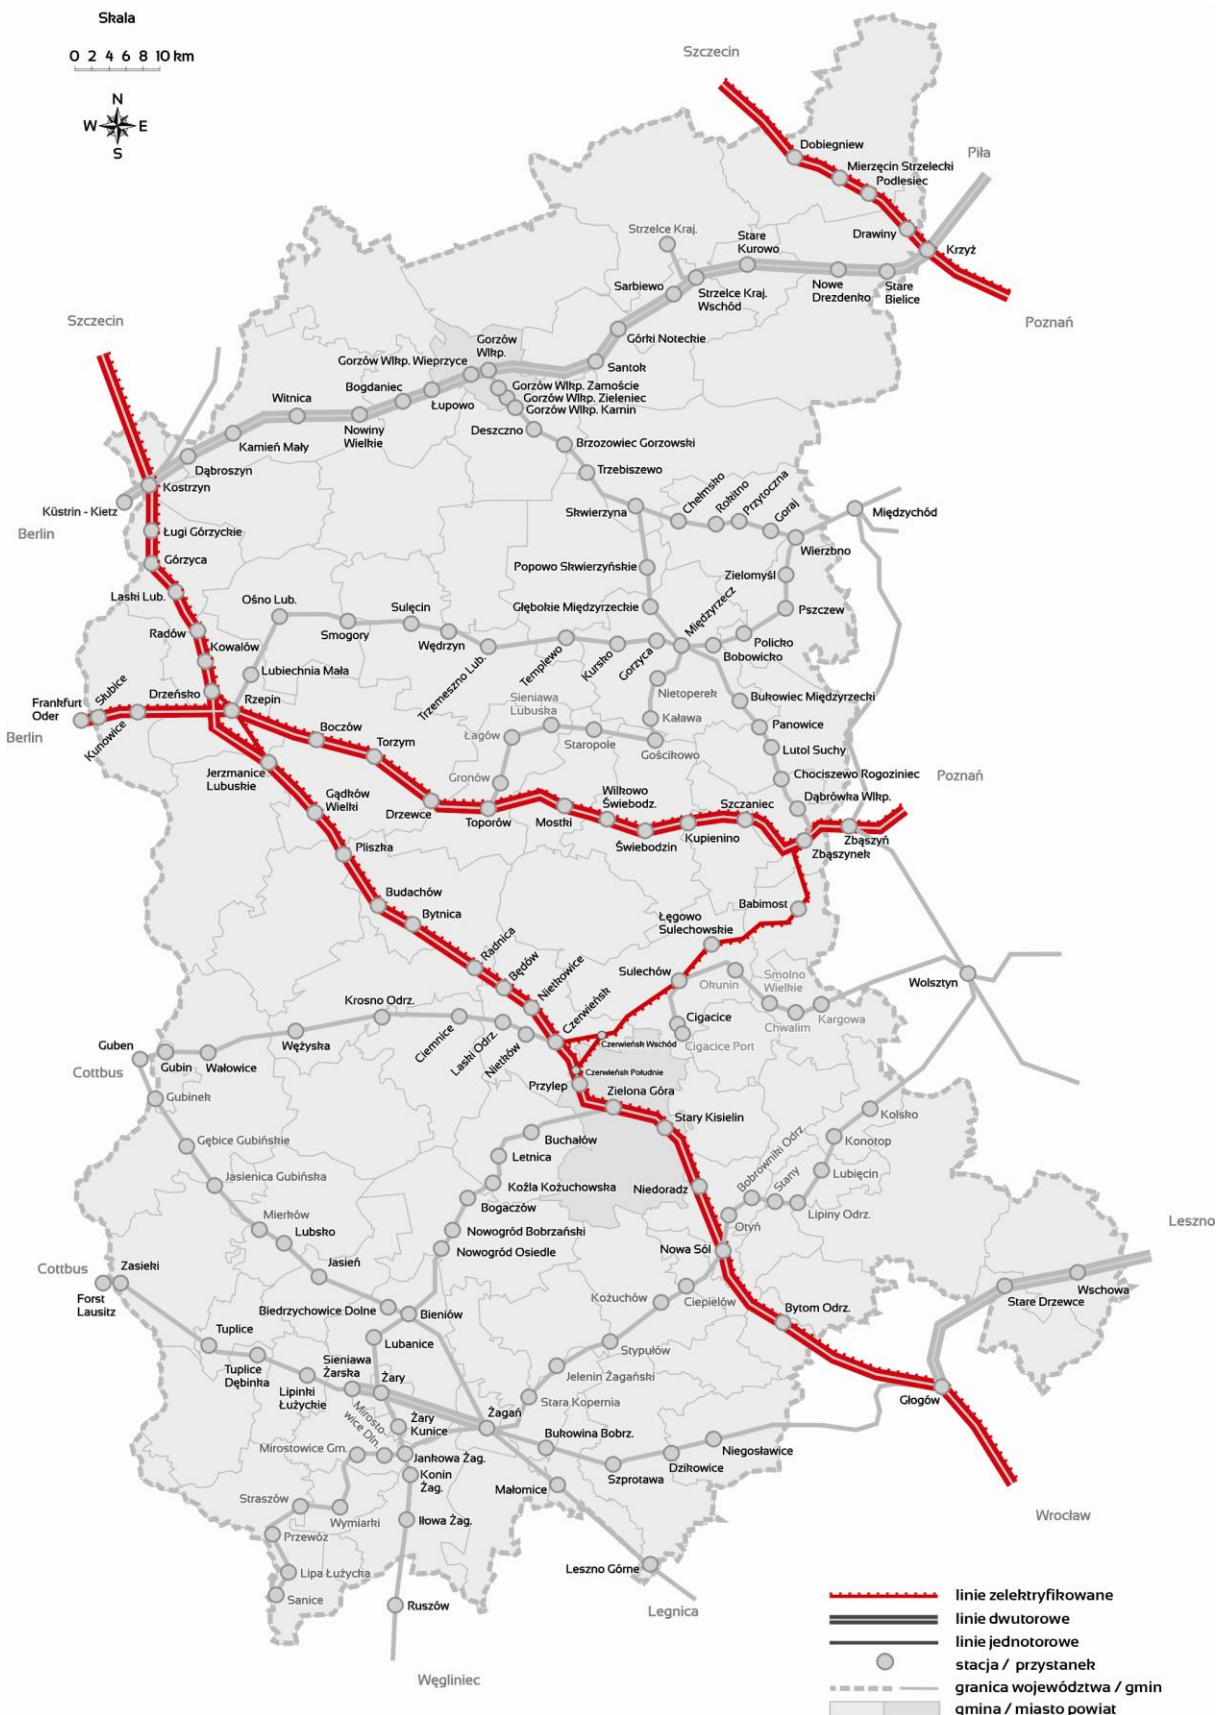 Skala
0 2 4 6 8 10 km
N
W E
S
Szczecin
Dobiegniew
Mierzęcin Strzelecki
Podlesiec
Piła
Drawiny
Krzyż
Strzelce Kraj.
Stare
Kurowo
Sarbiewo
Strzelce Kraj.
Wschód
Nowe
Drezdenko
Stare
Bielice
Poznań
Szczecin
Gorzów
Wlkp.
Górki Noteckie
Gorzów Wlkp. Wieprzyce
Santok
Bogdaniec
Gorzów Wlkp. Zamoście
Gorzów Wlkp. Zieleniec
Gorzów Wlkp. Karnin
Witnica
Łupowo
Nowiny
Wielkie
Deszczno
Kamień Mały
Brzozowiec Gorzowski
Dąbroszyn
Trzebiszewo
Kostrzyn
Küstrin - Kietz
Skwierzyna
Chełmsko
Rokitno
Przytoczna
Goraj
Międzychód
Berlin
Ługi Górzyckie
Wierzbno
Górzyca
Popowo Skwierzyńskie
Zielomyśl
Laski Lub.
Ośno Lub.
Sulęcin
Głębokie Międzyrzeckie
Międzyrzecz
Pszczew
Radów
Smogory
Wędrzyn
Policko
Kowalów
Trzemeszno Lub.
Templewo
Kursko
Gorzyca
Bobowicko
Lubiechnia Mała
Nietoperek
Słubice
Drzeńsko
Rzepin
Sieniawa
Lubuska
Bukowiec Międzyrzecki
Frankfurt
Oder
Kaława
Panowice
Berlin
Kunowice
Boczów
Torzym
Łagów
Staropole
Gościkowo
Lutol Suchy
Jerzmanice
Lubuskie
Gronów
Chociszewo Rogoziniec
Poznań
Gądków
Wielki
Drzewce
Toporów
Mostki
Wilkowo
Świebodz.
Szczaniec
Dąbrówka Wlkp.
Świebodzin
Kupienino
Zbąszynek
Zbąszyń
Pliszka
Budachów
Bytnica
Babimost
Łęgowo
Sulechowskie
Radnica
Będów
Nietkowice
Sulechów
Okunin
Smolno
Wielkie
Wolsztyn
Krosno Odrz.
Czerwieńsk
Cigacice
Chwalim
Kargowa
Wężyska
Ciemnice
Laski Odrz.
Nietków
Czerwieńsk Wschód
Cigacice Port
Guben
Gubin
Wałowice
Cottbus
Czerwieńsk Południe
Przylep
Zielona Góra
Gubinek
Stary Kisielin
Kolsko
Gębice Gubińskie
Buchałów
Bobrowniki Odrz.
Konotop
Letnica
Stany
Lubięcin
Jasienica Gubińska
Koźla Kożuchowska
Niedoradz
Bogaczów
Lipiny Odrz.
Mierków
Otyń
Leszno
Lubsko
Nowogród Bobrzański
Nowogród Osiedle
Nowa Sól
Cottbus
Zasieki
Jasień
Wschowa
Forst
Lausitz
Kożuchów
Ciepielów
Stare Drzewce
Biedrzychowice Dolne
Bieniów
Bytom Odrz.
Tuplice
Lubanice
Stypułów
Tuplice
Dębinka
Sieniawa
Żarska
Lipinki
Łużyckie
Żary
Jelenin Żagański
Głogów
Stara Kopernia
Mirosto-
wice Dln.
Żary
Kunice
Żagań
Bukowina Bobrz.
Mirostowice Grn.
Jankowa Żag.
Niegosławice
Konin
Żag.
Szprotawa
Dzikowice
Małomice
Straszów
Wymiarki
Iłowa Żag.
Wrocław
Przewóz
Leszno Górne
Lipa Łużycka
Sanice
Ruszów
Legnica
Węgliniec
linie zelektryfikowane
linie dwutorowe
linie jednotorowe
stacja / przystanek
granica województwa / gmin
gmina / miasto powiat